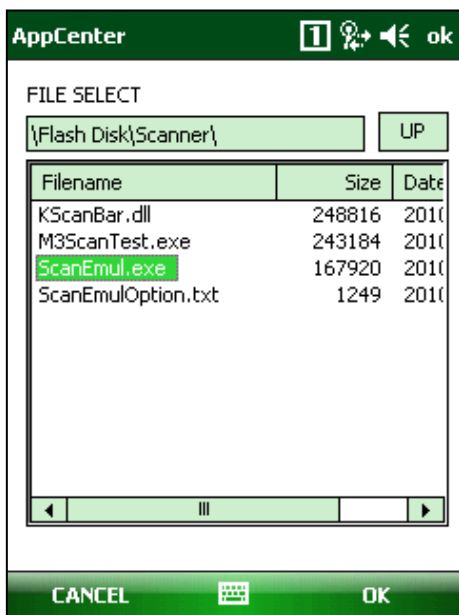 AppCenter 1 ok
FILE SELECT
\Flash Disk\Scanner\ UP
Filename Size Date
KScanBar.dll 248816 201
M3ScanTest.exe 243184 201
ScanEmul.exe 167920 201
ScanEmulOption.txt 1249 201
CANCEL OK